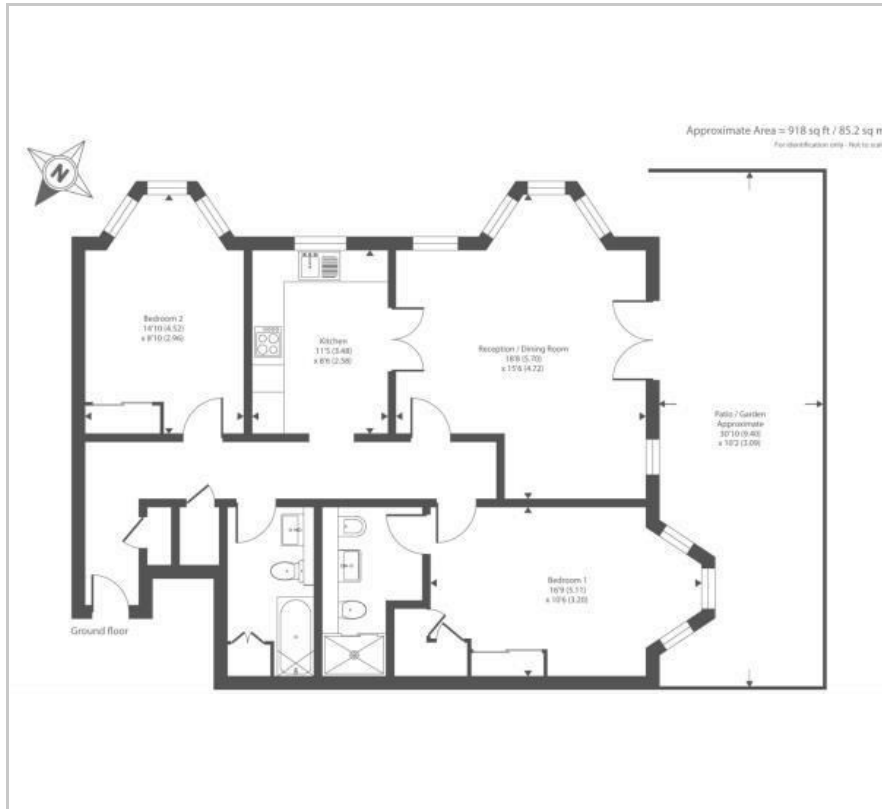 Approximate Area = 918 sq ft / 85.2 sq m
For identification only - Not to scale
N
Bedroom 2
14'10 (4.52)
x 8'10 (2.96)
Kitchen
11'5 (3.48)
x 8'6 (2.58)
Reception / Dining Room
18'8 (5.70)
x 15'6 (4.72)
Patio / Garden
Approximate
30'10 (9.40)
x 10'2 (3.09)
Bedroom 1
16'9 (5.11)
x 10'6 (3.20)
Ground floor